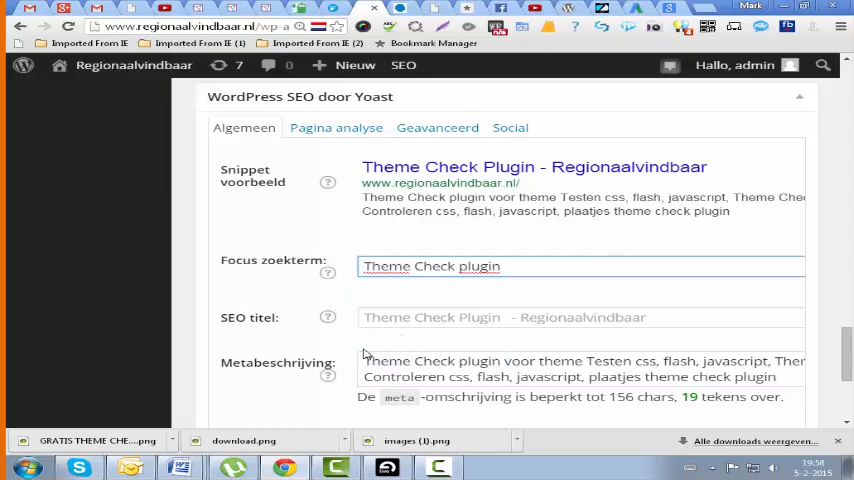 Mark
www.regionaalvindbaar.nl/wp-a
Imported From IE
Imported From IE (1)
Imported From IE (2)
Bookmark Manager
Regionaalvindbaar
7
0
Nieuw
SEO
Hallo, admin
WordPress SEO door Yoast
Algemeen
Pagina analyse
Geavanceerd
Social
Snippet voorbeeld
Theme Check Plugin - Regionaalvindbaar
www.regionaalvindbaar.nl/
Theme Check plugin voor theme Testen css, flash, javascript, Theme Che
Controleren css, flash, javascript, plaatjes theme check plugin
Focus zoekterm:
Theme Check plugin
SEO titel:
Theme Check Plugin - Regionaalvindbaar
Metabeschrijving:
Theme Check plugin voor theme Testen css, flash, javascript, Ther
Controleren css, flash, javascript, plaatjes theme check plugin
De meta -omschrijving is beperkt tot 156 chars, 19 tekens over.
GRATIS THEME CHE....png
download.png
images (1).png
Alle downloads weergeven...
19:58
5-2-2015